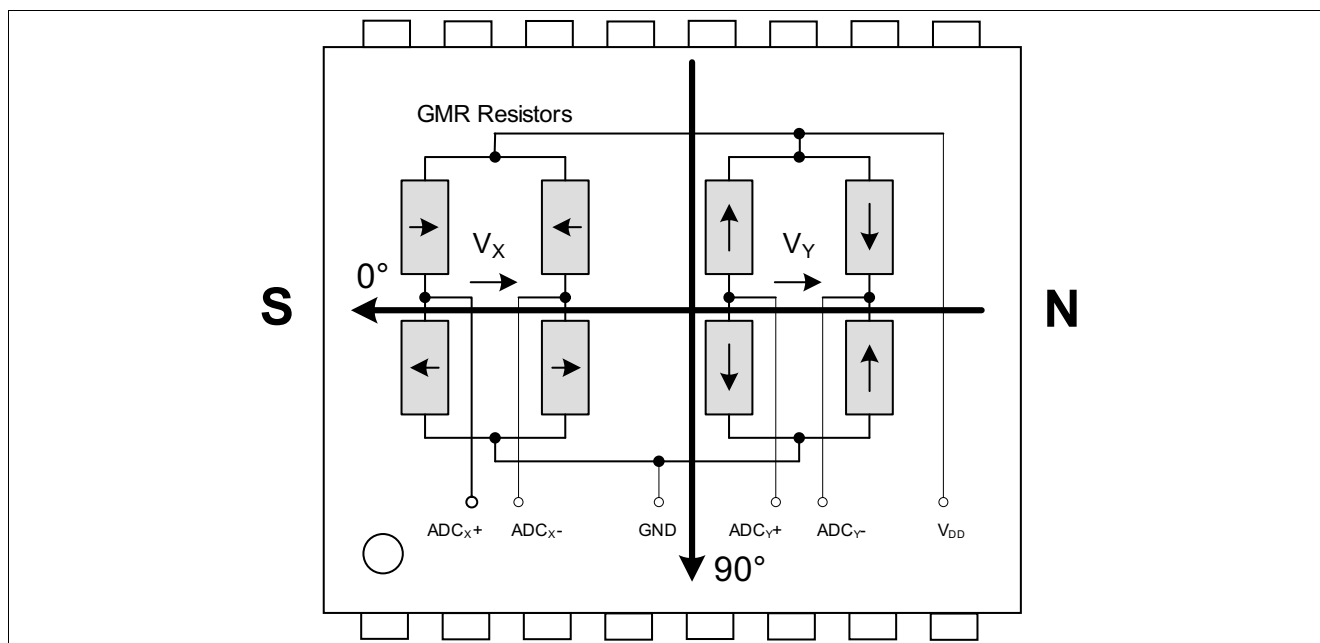 GMR Resistors
V_X
V_Y
0°
S
N
ADC_X+
ADC_X-
GND
ADC_Y+
ADC_Y-
V_DD
90°